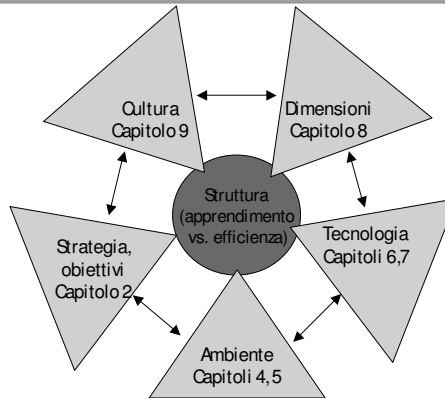 Cultura
Capitolo 9
Dimensioni
Capitolo 8
Struttura
(apprendimento
vs. efficienza)
Strategia,
obiettivi
Capitolo 2
Tecnologia
Capitoli 6,7
Ambiente
Capitoli 4, 5